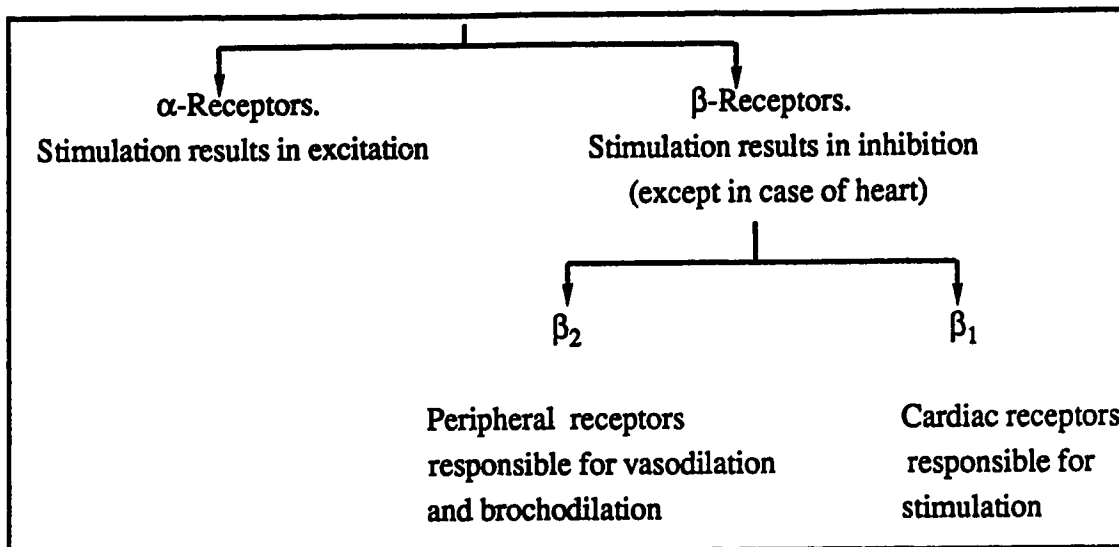 α-Receptors.
Stimulation results in excitation
β-Receptors.
Stimulation results in inhibition
(except in case of heart)
β₂
Peripheral receptors
responsible for vasodilation
and brochodilation
β₁
Cardiac receptors
responsible for
stimulation